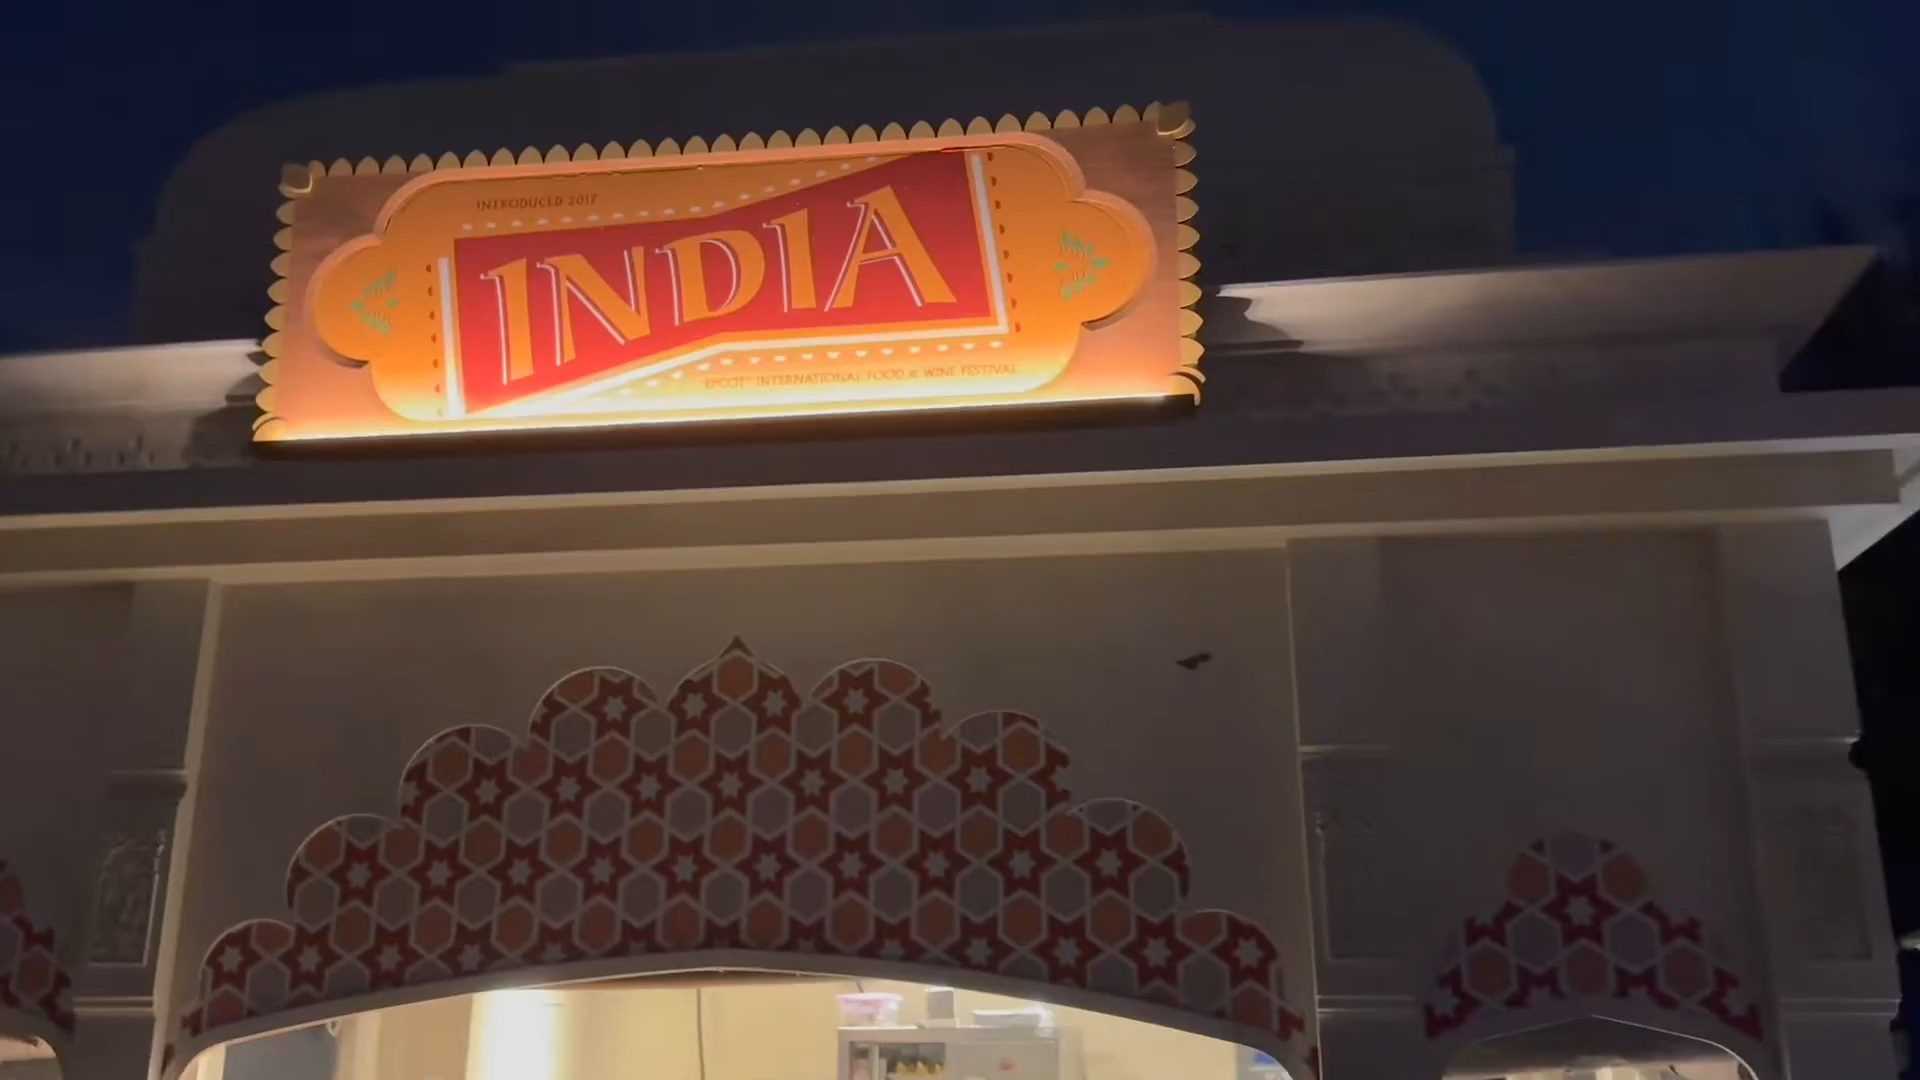 INTRODUCED 2017
INDIA
EPCOT® INTERNATIONAL FOOD & WINE FESTIVAL